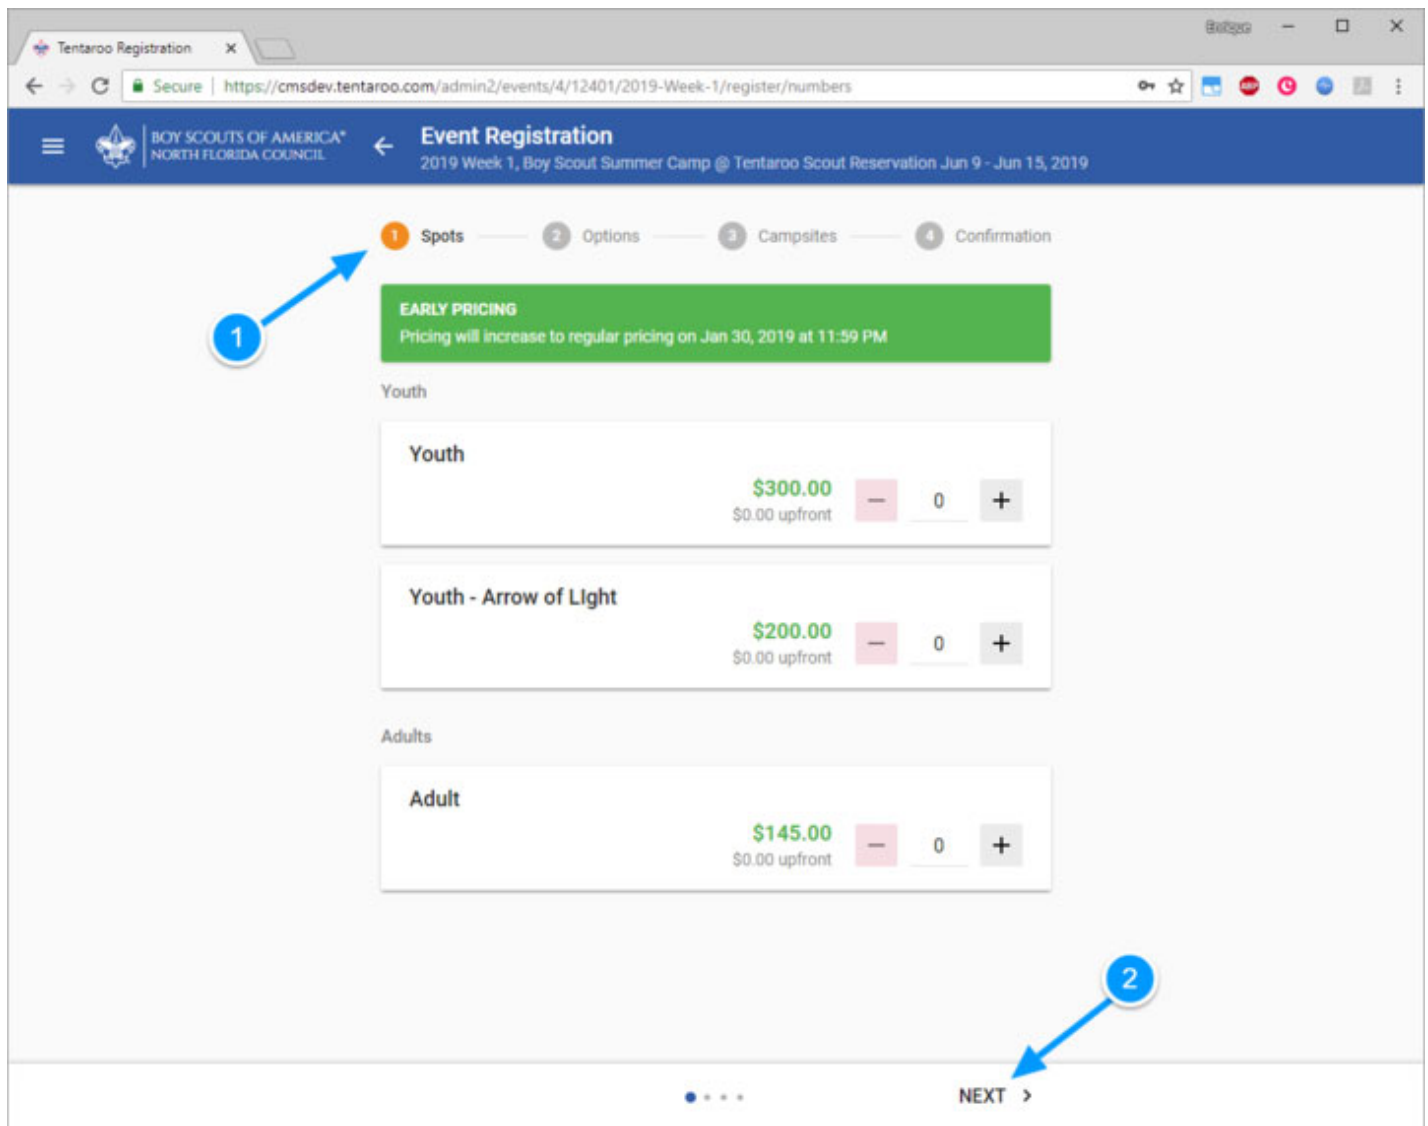 Tentaroo Registration
Secure | https://cmsdev.tentaroo.com/admin2/events/4/12401/2019-Week-1/register/numbers
BOY SCOUTS OF AMERICA®
NORTH FLORIDA COUNCIL
Event Registration
2019 Week 1, Boy Scout Summer Camp @ Tentaroo Scout Reservation Jun 9 - Jun 15, 2019
1 Spots 2 Options 3 Campsites 4 Confirmation
1
EARLY PRICING
Pricing will increase to regular pricing on Jan 30, 2019 at 11:59 PM
Youth
Youth
$300.00
$0.00 upfront
− 0 +
Youth - Arrow of LIght
$200.00
$0.00 upfront
− 0 +
Adults
Adult
$145.00
$0.00 upfront
− 0 +
2
NEXT >